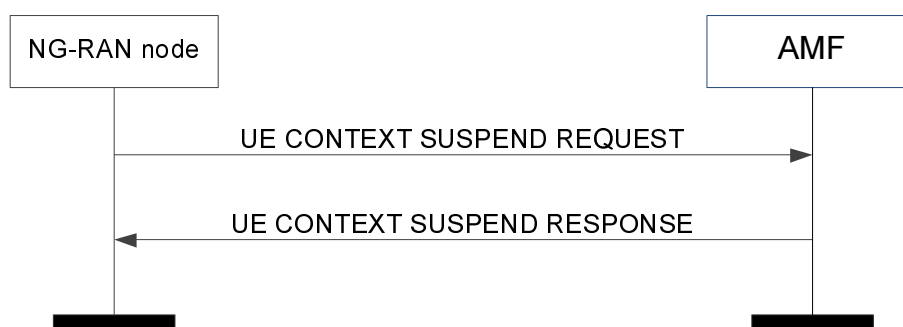 NG-RAN node
AMF
UE CONTEXT SUSPEND REQUEST
UE CONTEXT SUSPEND RESPONSE